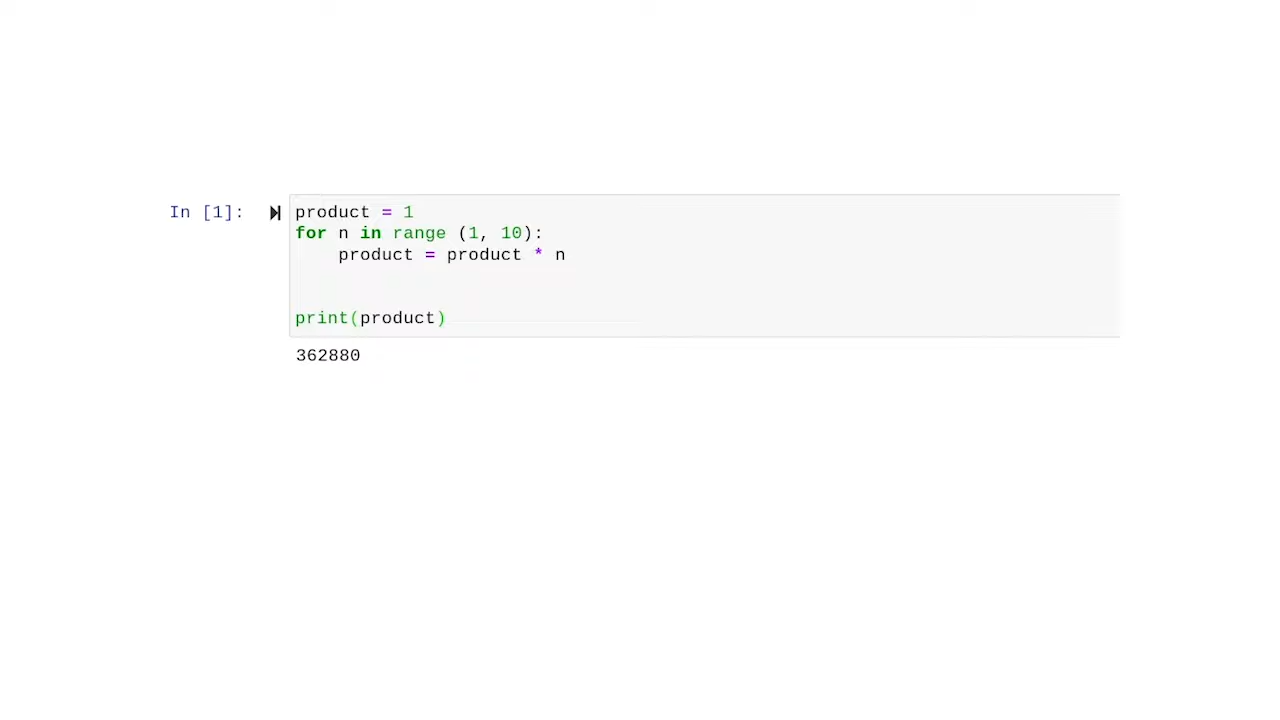 In [1]: product = 1
for n in range (1, 10):
    product = product * n
print(product)
362880